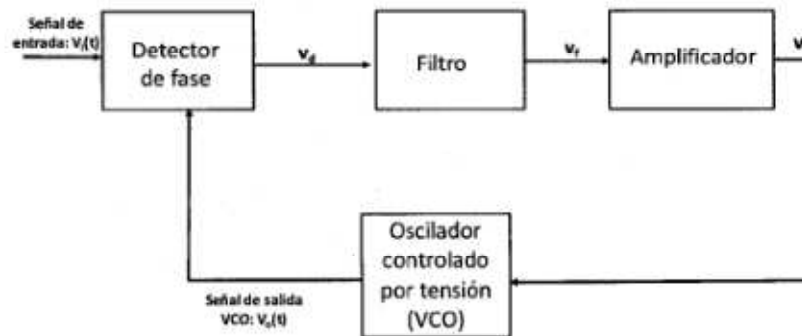 Señal de
entrada: Vi(t)
Detector
de fase
vd
Filtro
vf
Amplificador
v
Oscilador
controlado
por tensión
(VCO)
Señal de salida
VCO: Vo(t)